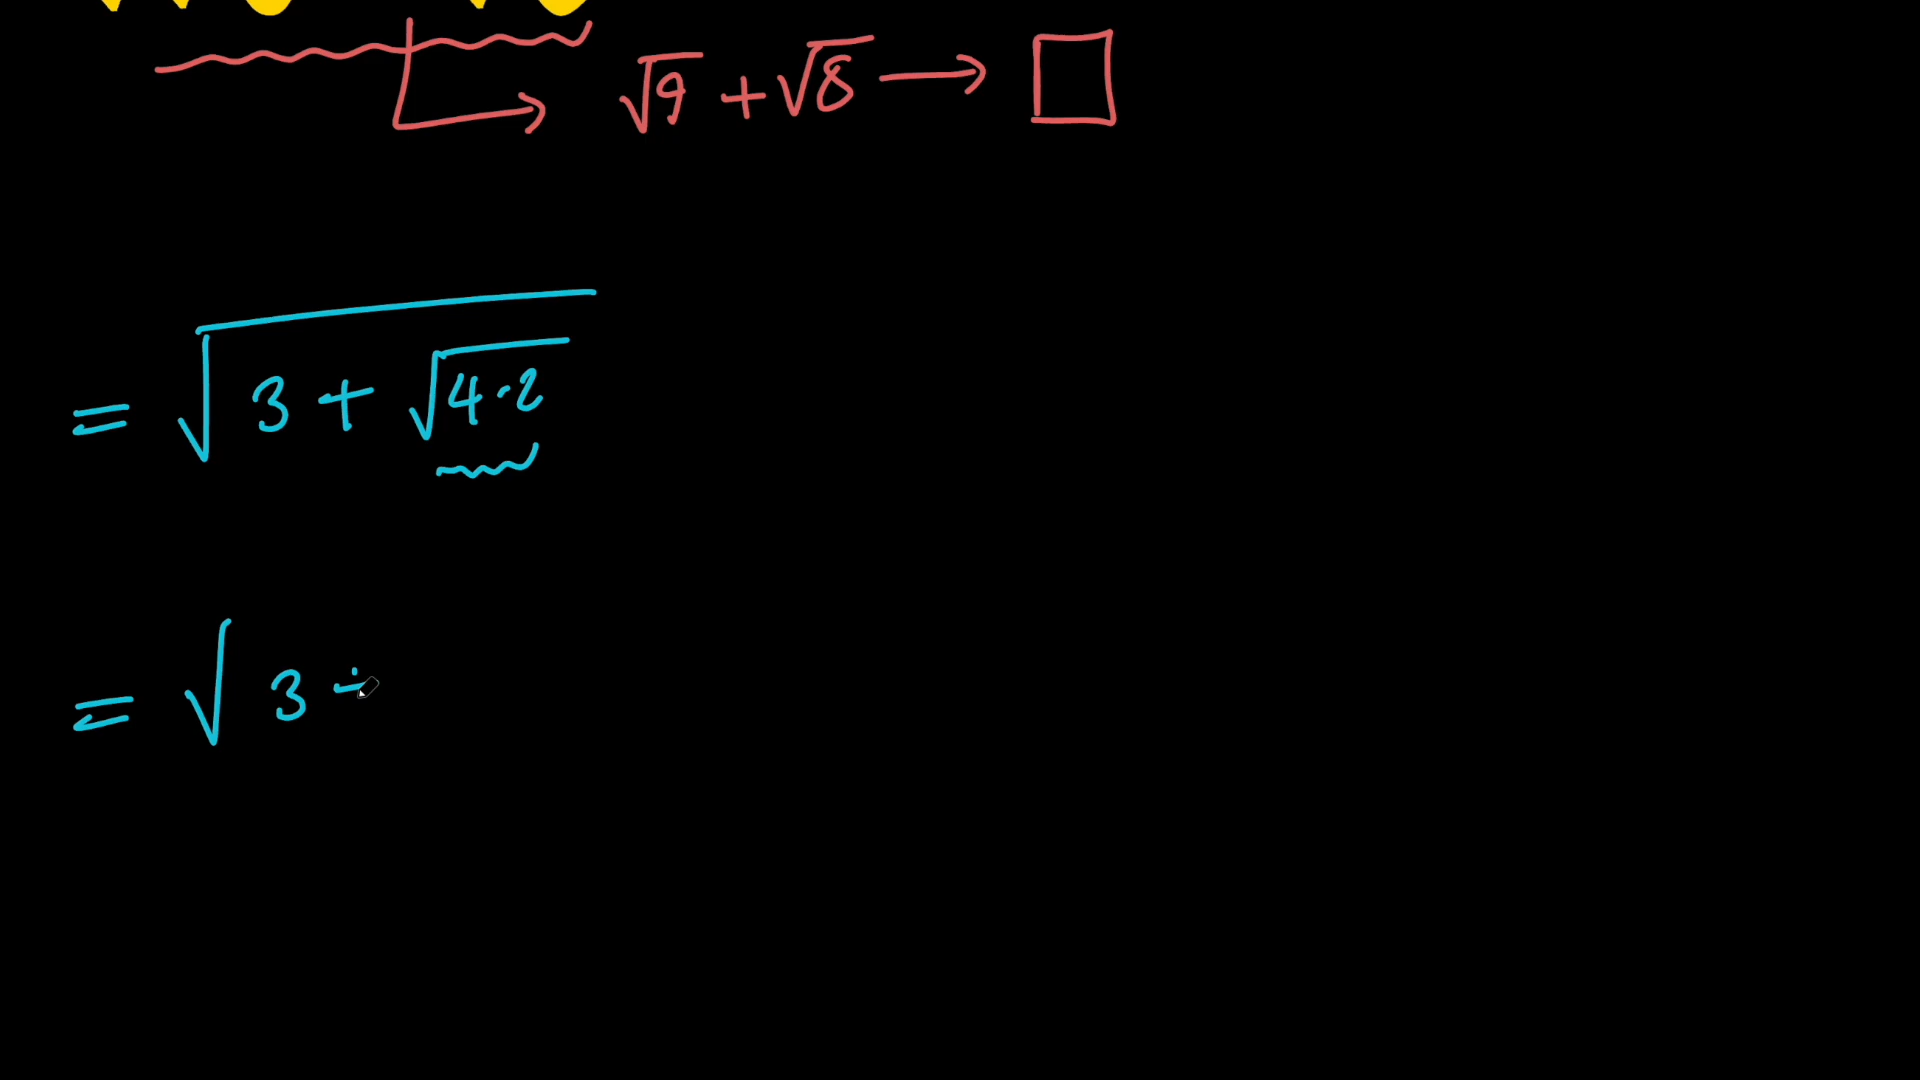 √9 + √8 → □
= √(3 + √(4·2))
= √ 3 +